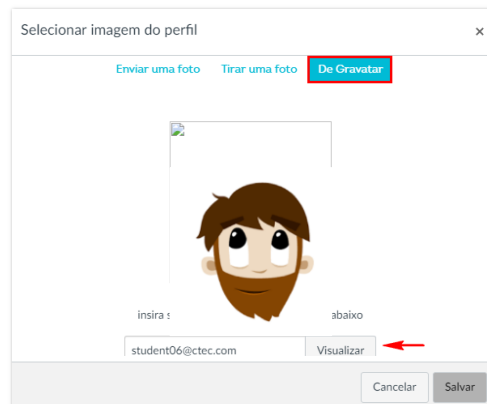 Selecionar imagem do perfil ×
Enviar uma foto Tirar uma foto De Gravatar
insira abaixo
student06@ctec.com Visualizar
Cancelar Salvar